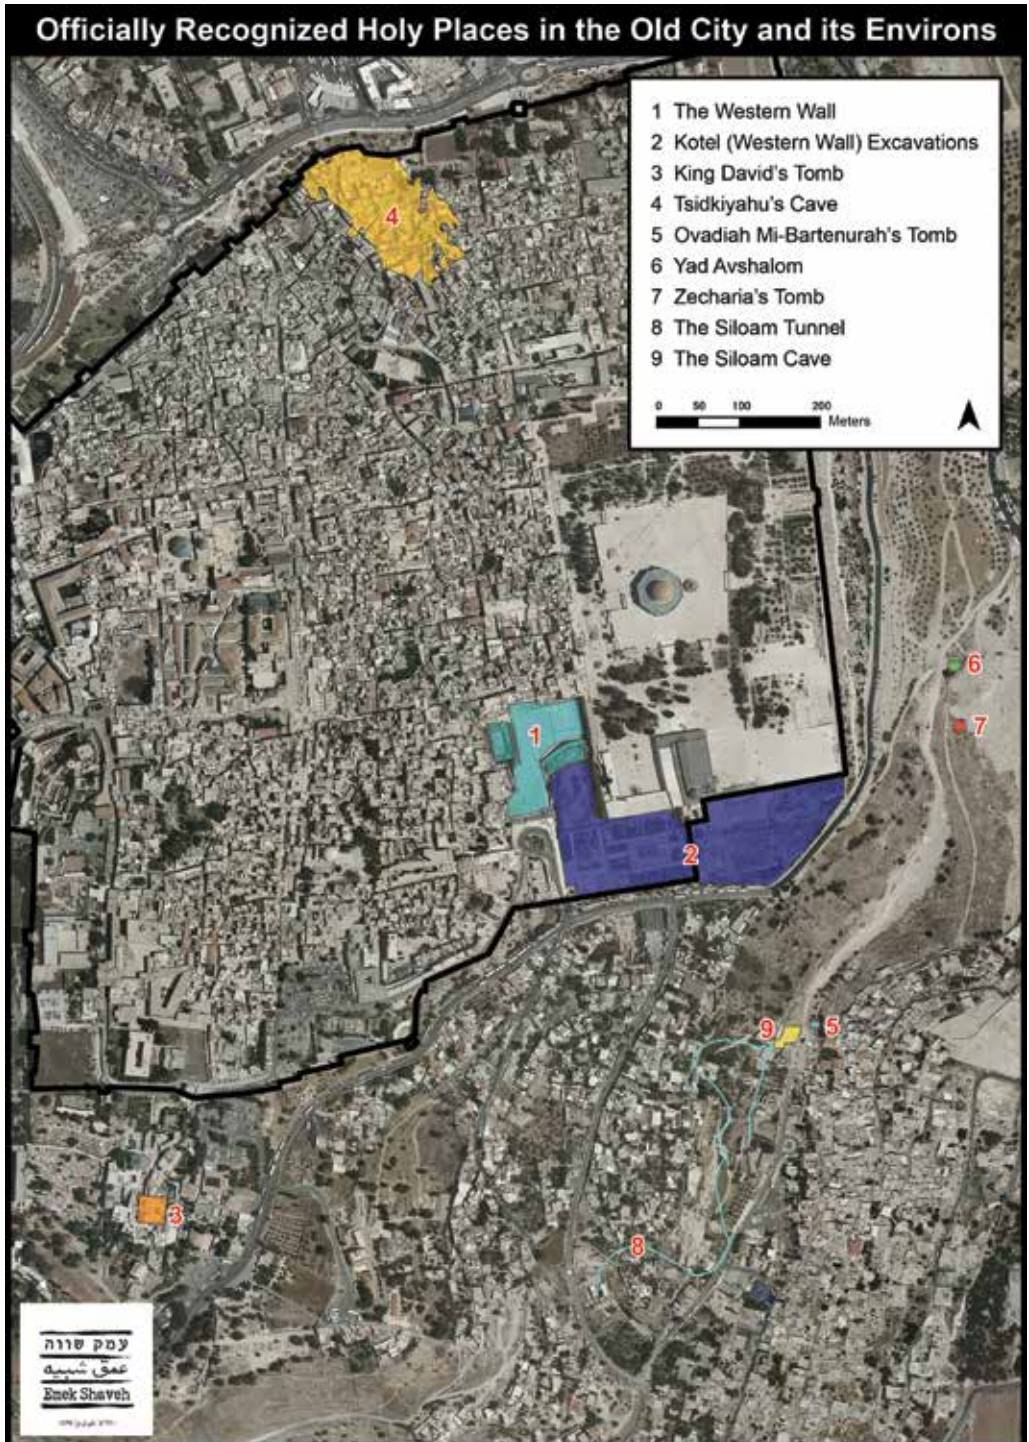 Officially Recognized Holy Places in the Old City and its Environs
1 The Western Wall
2 Kotel (Western Wall) Excavations
3 King David's Tomb
4 Tsidkiyahu's Cave
5 Ovadiah Mi-Bartenurah's Tomb
6 Yad Avshalom
7 Zecharia's Tomb
8 The Siloam Tunnel
9 The Siloam Cave
0 50 100 200
Meters
4
6
7
1
2
9
5
3
8
עמק שווה
عمق شبيه
Emek Shaveh